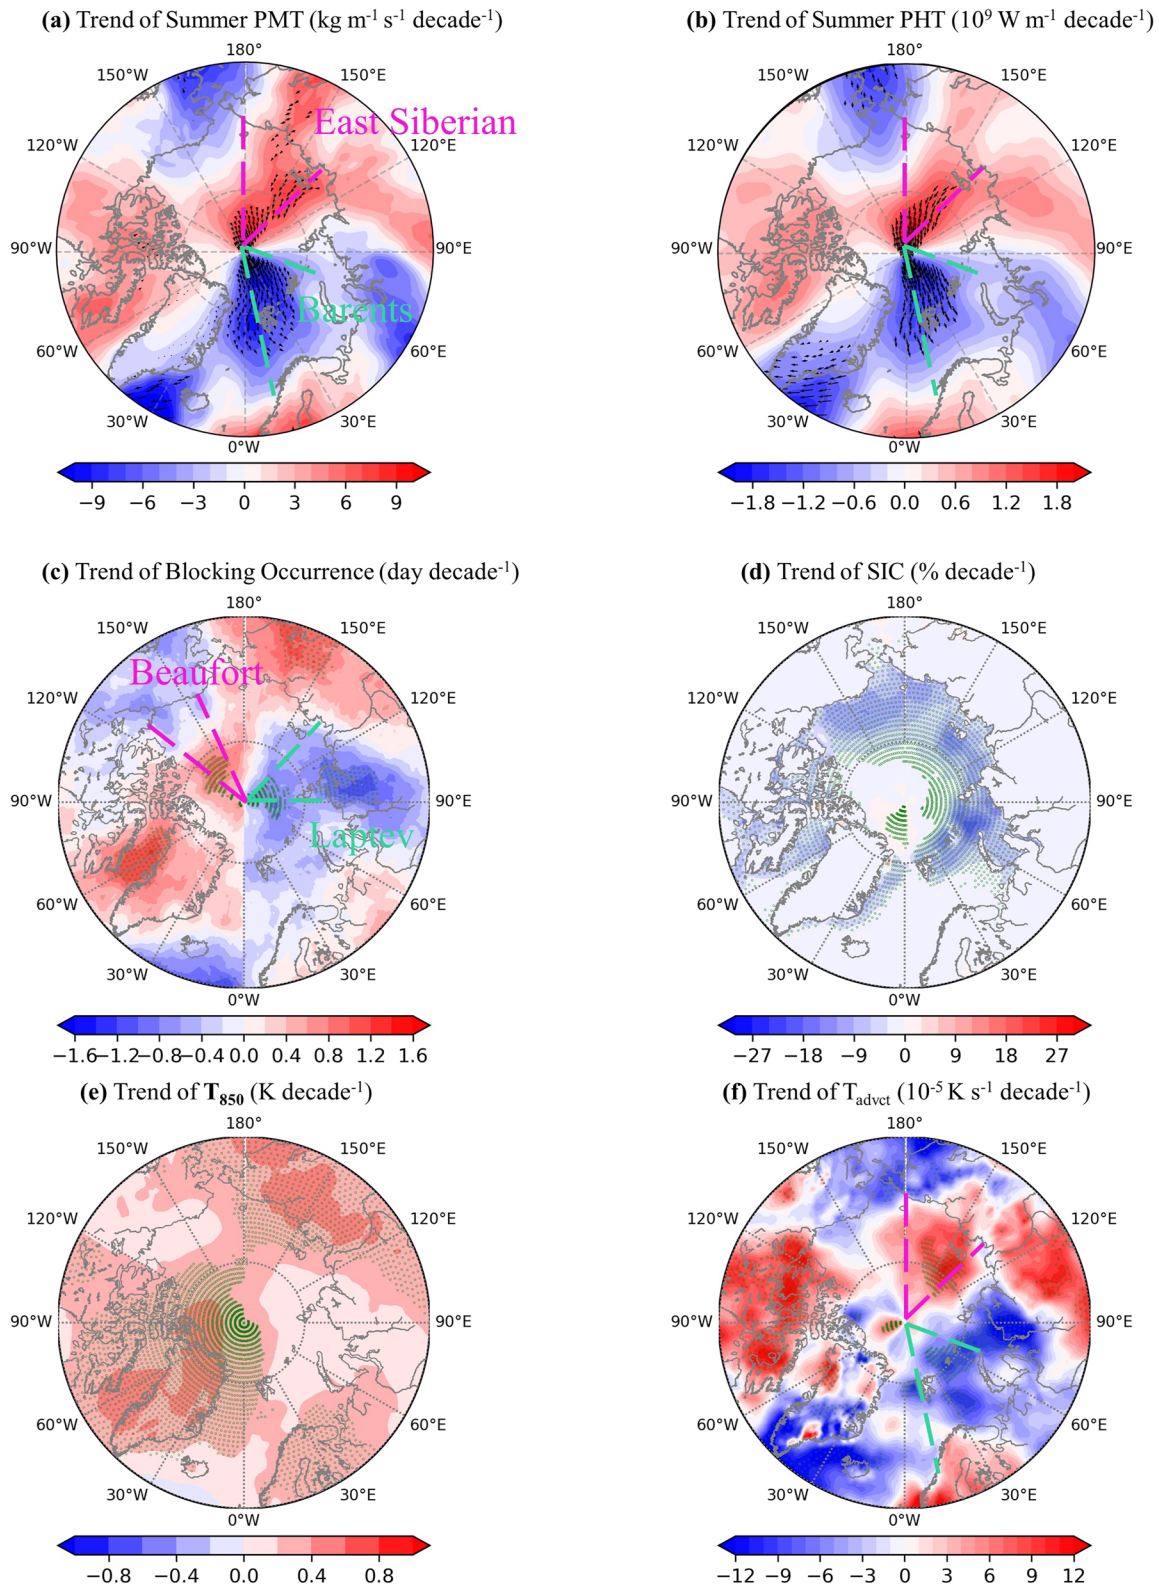 (a) Trend of Summer PMT (kg m⁻¹ s⁻¹ decade⁻¹)
180°
150°W
150°E
East Siberian
120°W
120°E
90°W
90°E
Barents
60°W
60°E
30°W
30°E
0°W
−9 −6 −3 0 3 6 9
(b) Trend of Summer PHT (10⁹ W m⁻¹ decade⁻¹)
180°
150°W
150°E
120°W
120°E
90°W
90°E
60°W
60°E
30°W
30°E
0°W
−1.8 −1.2 −0.6 0.0 0.6 1.2 1.8
(c) Trend of Blocking Occurrence (day decade⁻¹)
180°
150°W
150°E
Beaufort
120°W
120°E
90°W
90°E
Laptev
60°W
60°E
30°W
30°E
0°W
−1.6 −1.2 −0.8 −0.4 0.0 0.4 0.8 1.2 1.6
(d) Trend of SIC (% decade⁻¹)
180°
150°W
150°E
120°W
120°E
90°W
90°E
60°W
60°E
30°W
30°E
0°W
−27 −18 −9 0 9 18 27
(e) Trend of T₈₅₀ (K decade⁻¹)
180°
150°W
150°E
120°W
120°E
90°W
90°E
60°W
60°E
30°W
30°E
0°W
−0.8 −0.4 0.0 0.4 0.8
(f) Trend of Tadvct (10⁻⁵ K s⁻¹ decade⁻¹)
180°
150°W
150°E
120°W
120°E
90°W
90°E
60°W
60°E
30°W
30°E
0°W
−12 −9 −6 −3 0 3 6 9 12